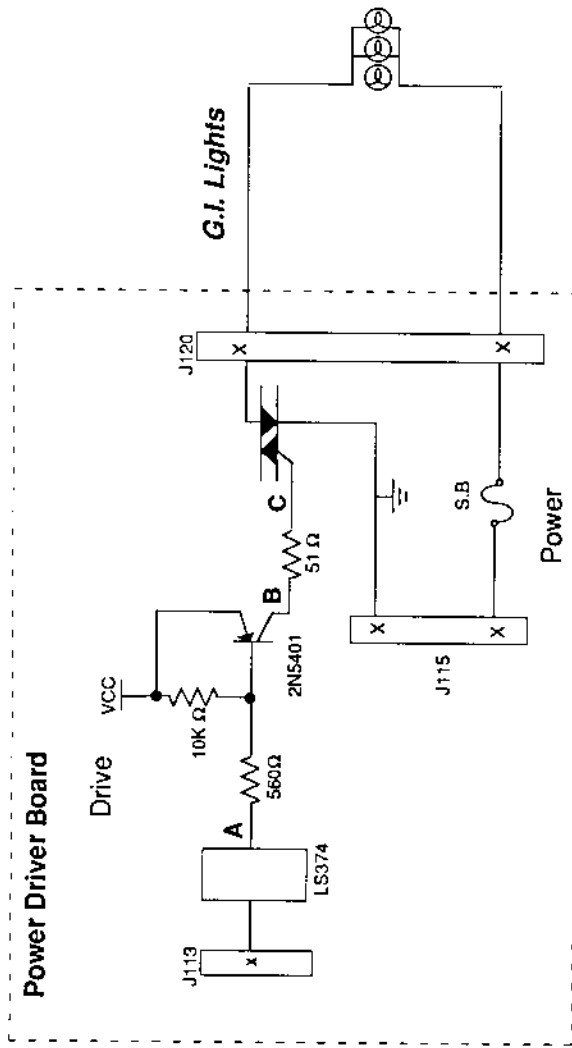 Power Driver Board
Drive
VCC
10K Ω
J113
X
LS374
A
560Ω
2N5401
B
51 Ω
C
J120
X
X
G.I. Lights
J115
X
X
S.B
Power